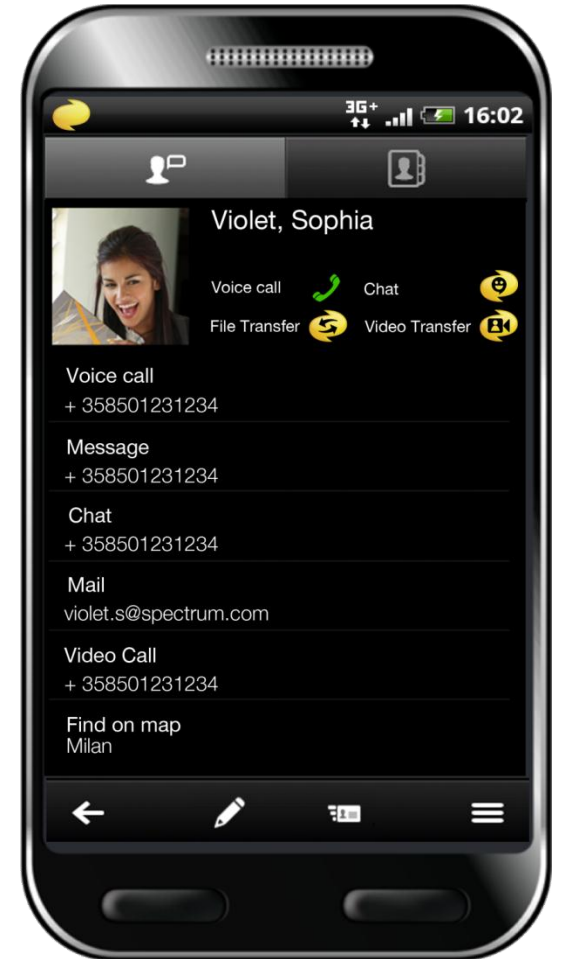 3G+ 16:02
Violet, Sophia
Voice call Chat
File Transfer Video Transfer
Voice call
+ 358501231234
Message
+ 358501231234
Chat
+ 358501231234
Mail
violet.s@spectrum.com
Video Call
+ 358501231234
Find on map
Milan